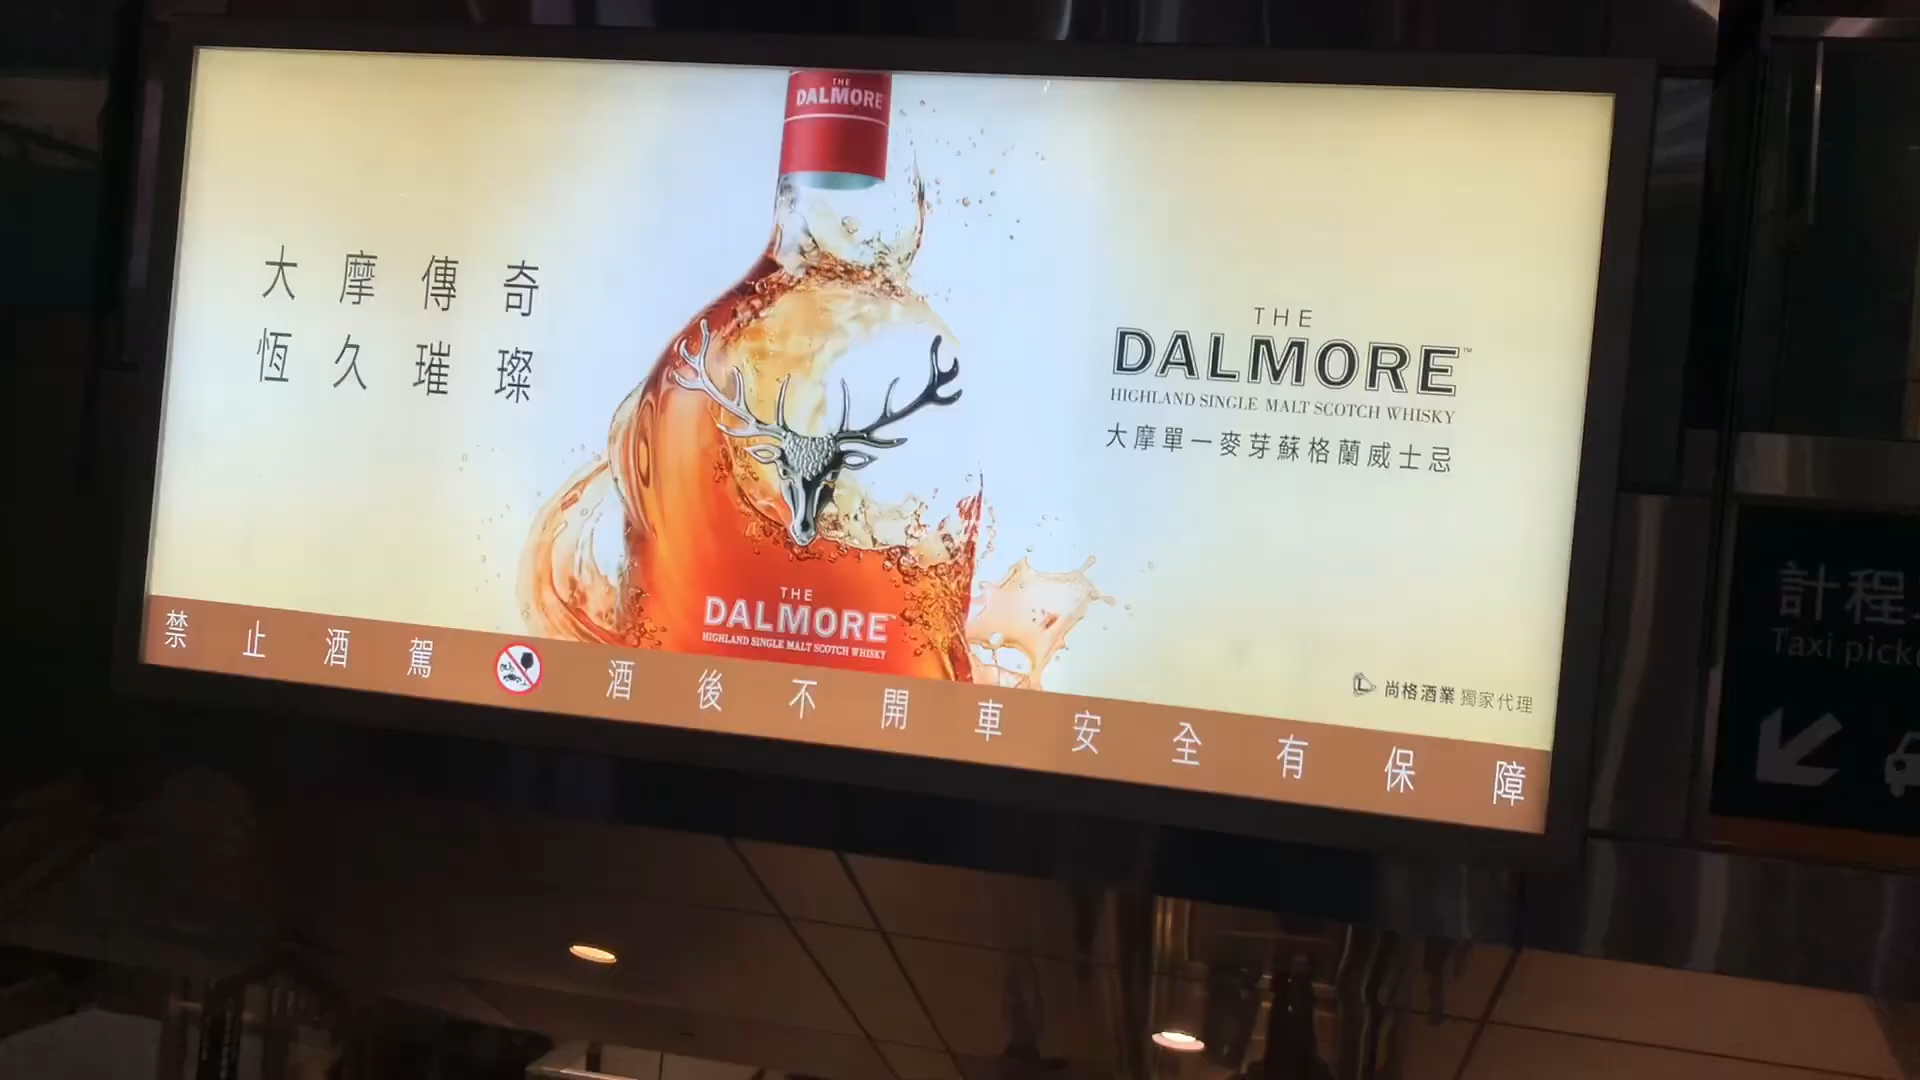 THE
DALMORE
大摩傳奇
恆久璀璨
THE
DALMORE™
HIGHLAND SINGLE MALT SCOTCH WHISKY
大摩單一麥芽蘇格蘭威士忌
THE
DALMORE
HIGHLAND SINGLE MALT SCOTCH WHISKY
尚格酒業 獨家代理
禁止酒駕 酒後不開車安全有保障
計程
Taxi pick